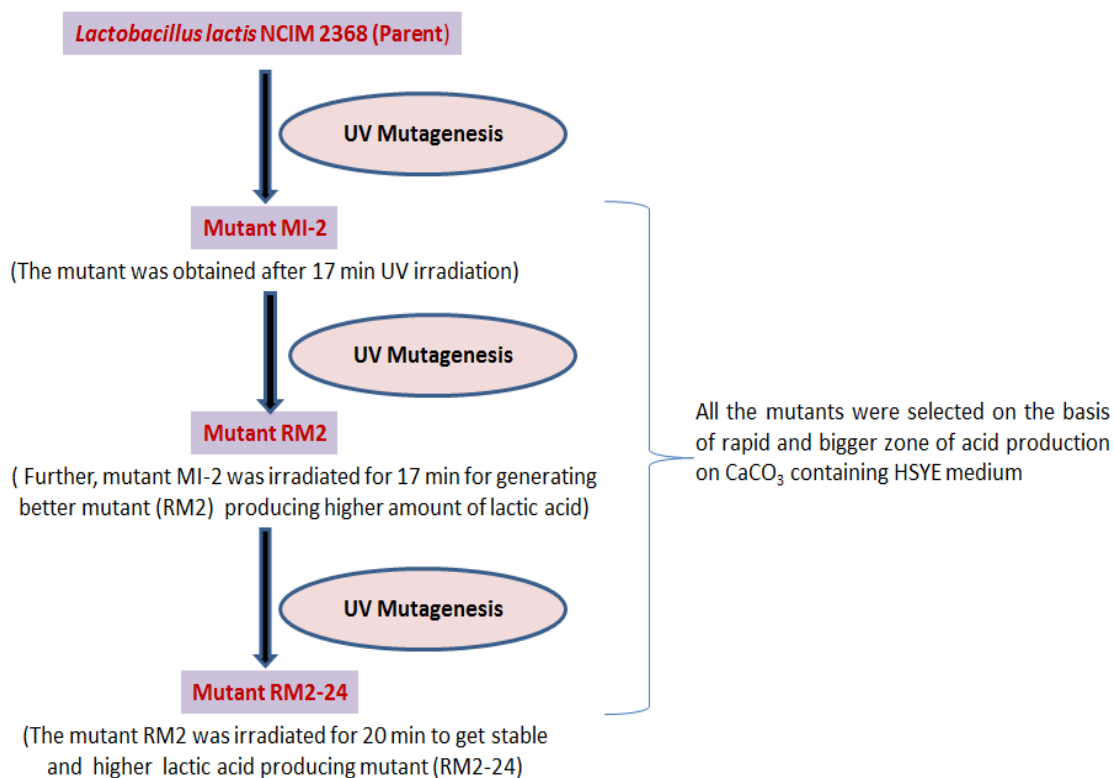 Lactobacillus lactis NCIM 2368 (Parent)
UV Mutagenesis
Mutant MI-2
(The mutant was obtained after 17 min UV irradiation)
UV Mutagenesis
Mutant RM2
( Further, mutant MI-2 was irradiated for 17 min for generating
better mutant (RM2) producing higher amount of lactic acid)
UV Mutagenesis
Mutant RM2-24
(The mutant RM2 was irradiated for 20 min to get stable
and higher lactic acid producing mutant (RM2-24)
All the mutants were selected on the basis
of rapid and bigger zone of acid production
on CaCO₃ containing HSYE medium